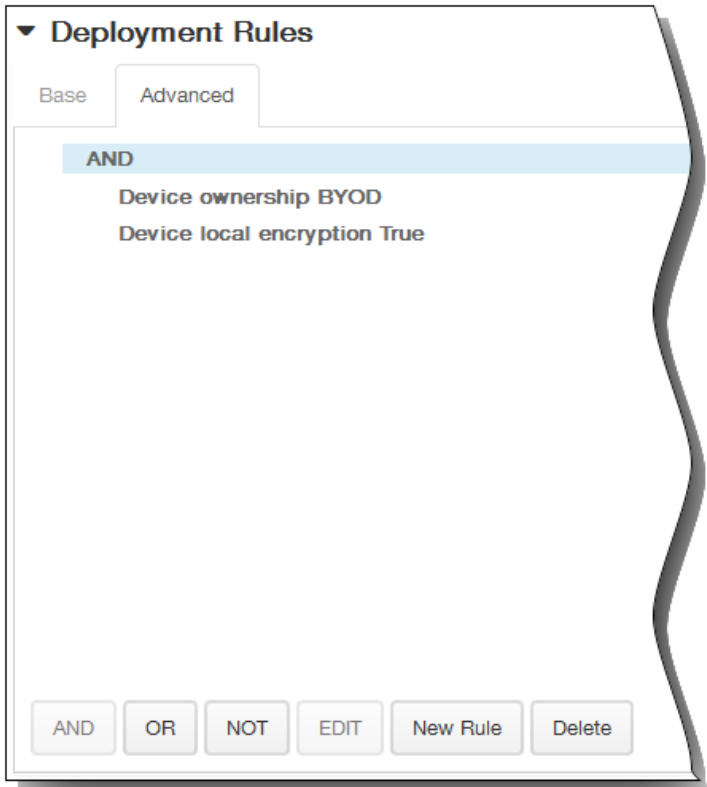 Deployment Rules
Base Advanced
AND
Device ownership BYOD
Device local encryption True
AND OR NOT EDIT New Rule Delete